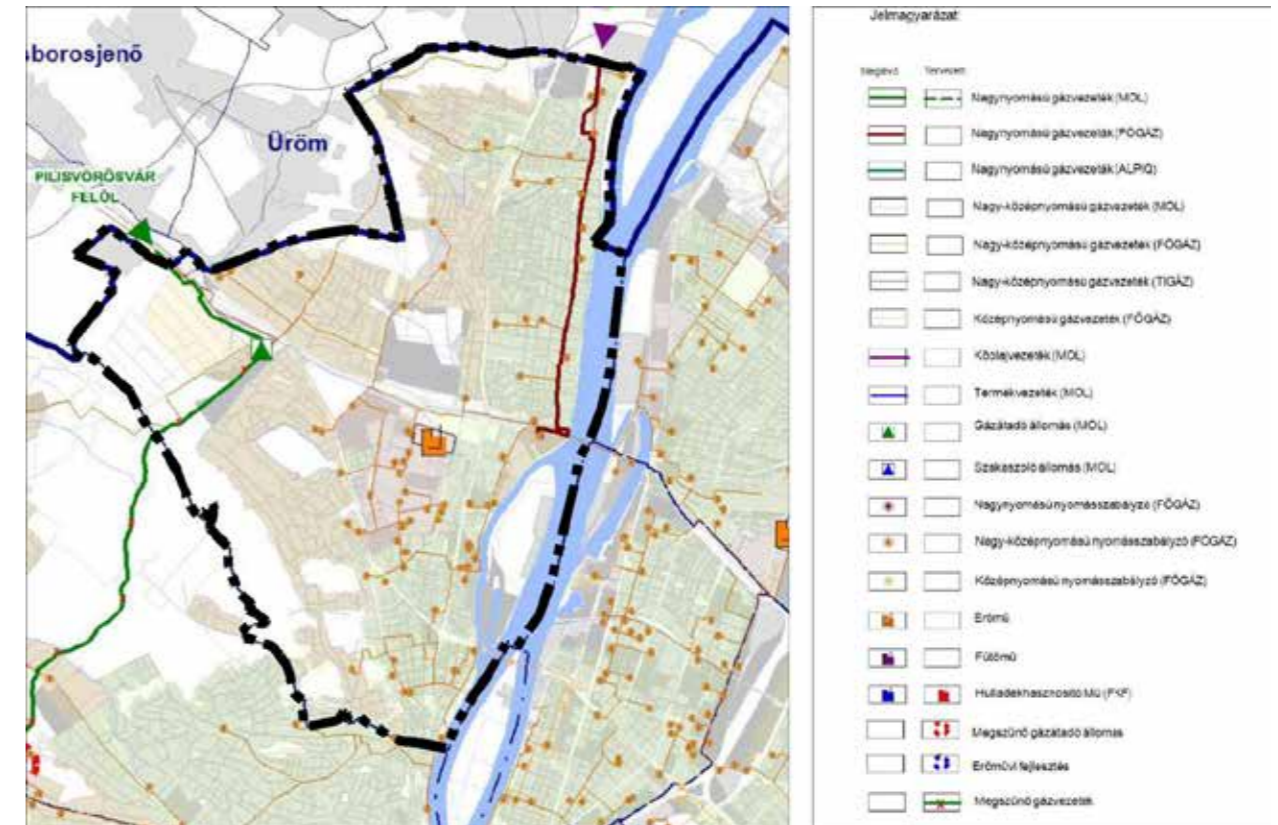 sborosjenő
Üröm
PILISVÖRÖSVÁR
FELŐL
Jelmagyarázat:
Meglévő Tervezett
Nagynyomású gázvezeték (MOL)
Nagynyomású gázvezeték (FŐGÁZ)
Nagynyomású gázvezeték (ALPIQ)
Nagy-középnyomású gázvezeték (MOL)
Nagy-középnyomású gázvezeték (FŐGÁZ)
Nagy-középnyomású gázvezeték (TIGÁZ)
Középnyomású gázvezeték (FŐGÁZ)
Kőolajvezeték (MOL)
Termékvezeték (MOL)
Gázátadó állomás (MOL)
Szakaszoló állomás (MOL)
Nagynyomású nyomásszabályzó (FŐGÁZ)
Nagy-középnyomású nyomásszabályzó (FŐGÁZ)
Középnyomású nyomásszabályzó (FŐGÁZ)
Erőmű
Fűtőmű
Hulladékhasznosító Mű (FKF)
Megszűnő gázátadó állomás
Erőművi fejlesztés
Megszűnő gázvezeték